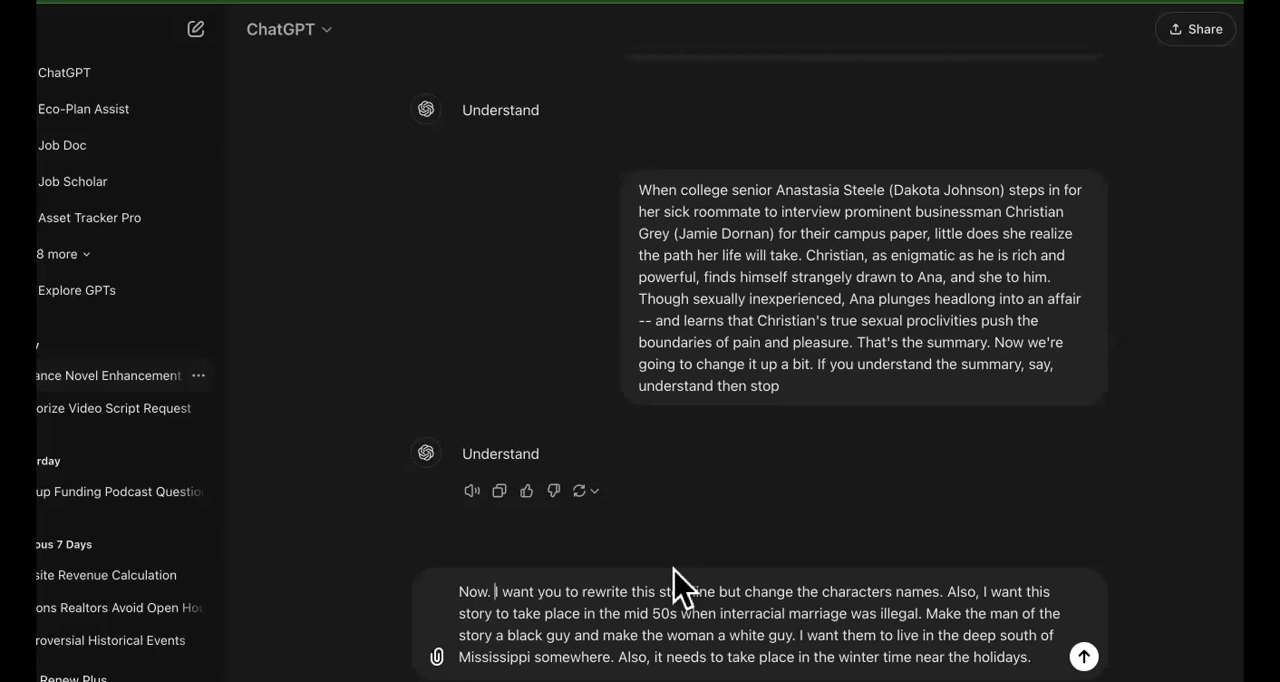 ChatGPT
Share
ChatGPT
Eco-Plan Assist
Job Doc
Job Scholar
Asset Tracker Pro
8 more
Explore GPTs
y
ance Novel Enhancement
orize Video Script Request
rday
up Funding Podcast Questio
ous 7 Days
site Revenue Calculation
ons Realtors Avoid Open Ho
roversial Historical Events
Renew Plus
Understand
When college senior Anastasia Steele (Dakota Johnson) steps in for
her sick roommate to interview prominent businessman Christian
Grey (Jamie Dornan) for their campus paper, little does she realize
the path her life will take. Christian, as enigmatic as he is rich and
powerful, finds himself strangely drawn to Ana, and she to him.
Though sexually inexperienced, Ana plunges headlong into an affair
-- and learns that Christian's true sexual proclivities push the
boundaries of pain and pleasure. That's the summary. Now we're
going to change it up a bit. If you understand the summary, say,
understand then stop
Understand
Now. I want you to rewrite this st ine but change the characters names. Also, I want this
story to take place in the mid 50s when interracial marriage was illegal. Make the man of the
story a black guy and make the woman a white guy. I want them to live in the deep south of
Mississippi somewhere. Also, it needs to take place in the winter time near the holidays.